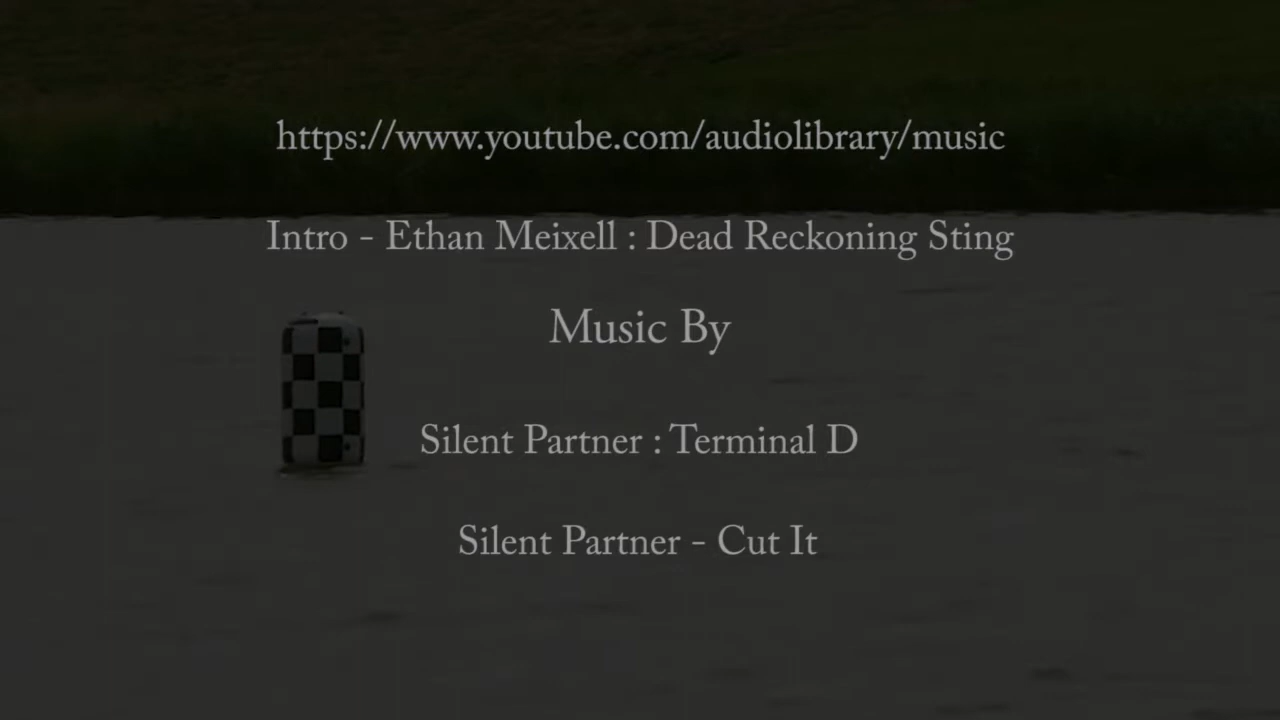 https://www.youtube.com/audiolibrary/music
Intro - Ethan Meixell : Dead Reckoning Sting
Music By
Silent Partner : Terminal D
Silent Partner - Cut It